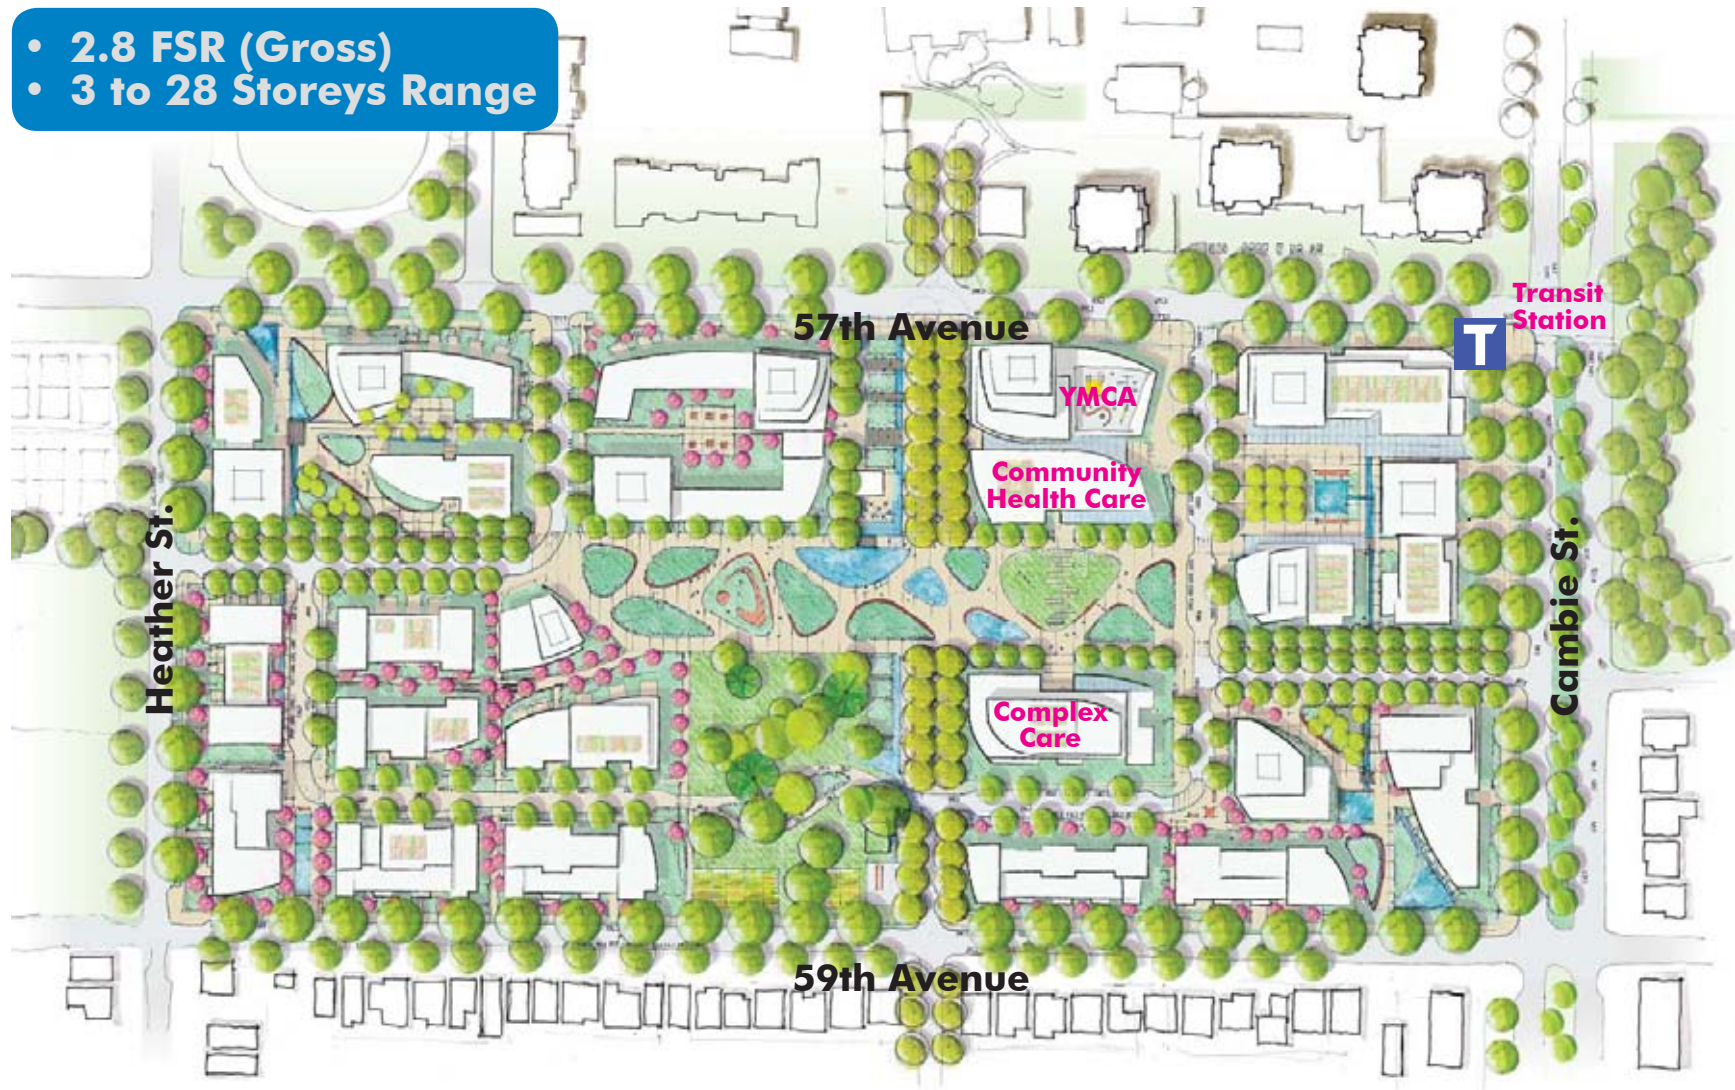 • 2.8 FSR (Gross)
• 3 to 28 Storeys Range
Transit
Station
T
57th Avenue
YMCA
Community
Health Care
Heather St.
Cambie St.
Complex
Care
59th Avenue